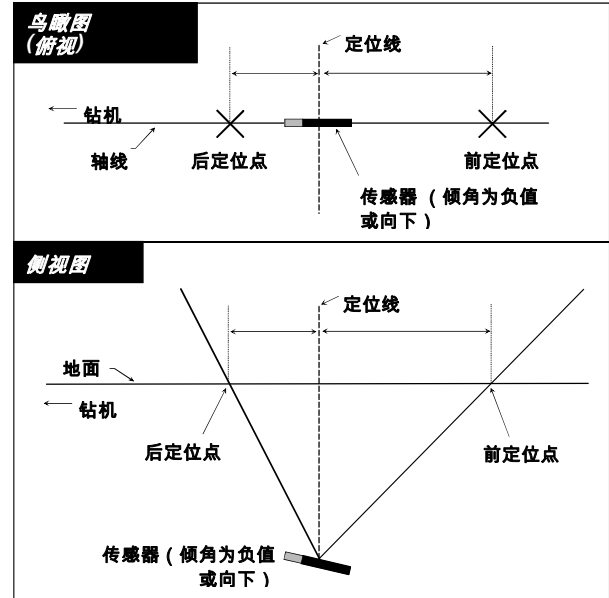 鸟瞰图
(俯视)
定位线
钻机
轴线
后定位点
前定位点
传感器（倾角为负值
或向下）
侧视图
定位线
地面
钻机
后定位点
前定位点
传感器（倾角为负值
或向下）